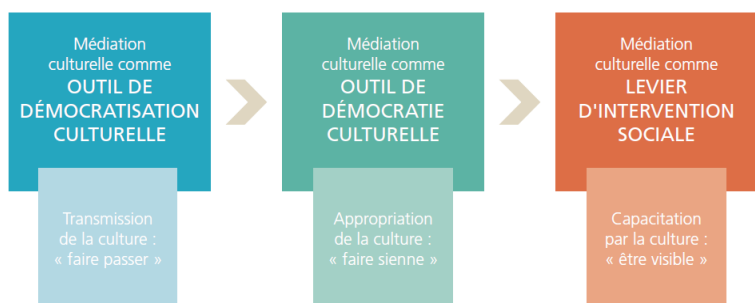 Médiation
culturelle comme
OUTIL DE
DÉMOCRATISATION
CULTURELLE
Transmission
de la culture :
« faire passer »
Médiation
culturelle comme
OUTIL DE
DÉMOCRATIE
CULTURELLE
Appropriation
de la culture :
« faire sienne »
Médiation
culturelle comme
LEVIER
D'INTERVENTION
SOCIALE
Capacitation
par la culture :
« être visible »